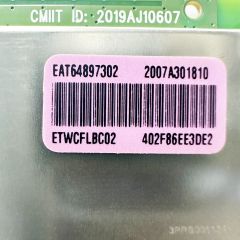 CMIIT ID: 2019AJ10607
EAT64897302 2007A301810
ETWCFLBC02 402F86EE3DE2